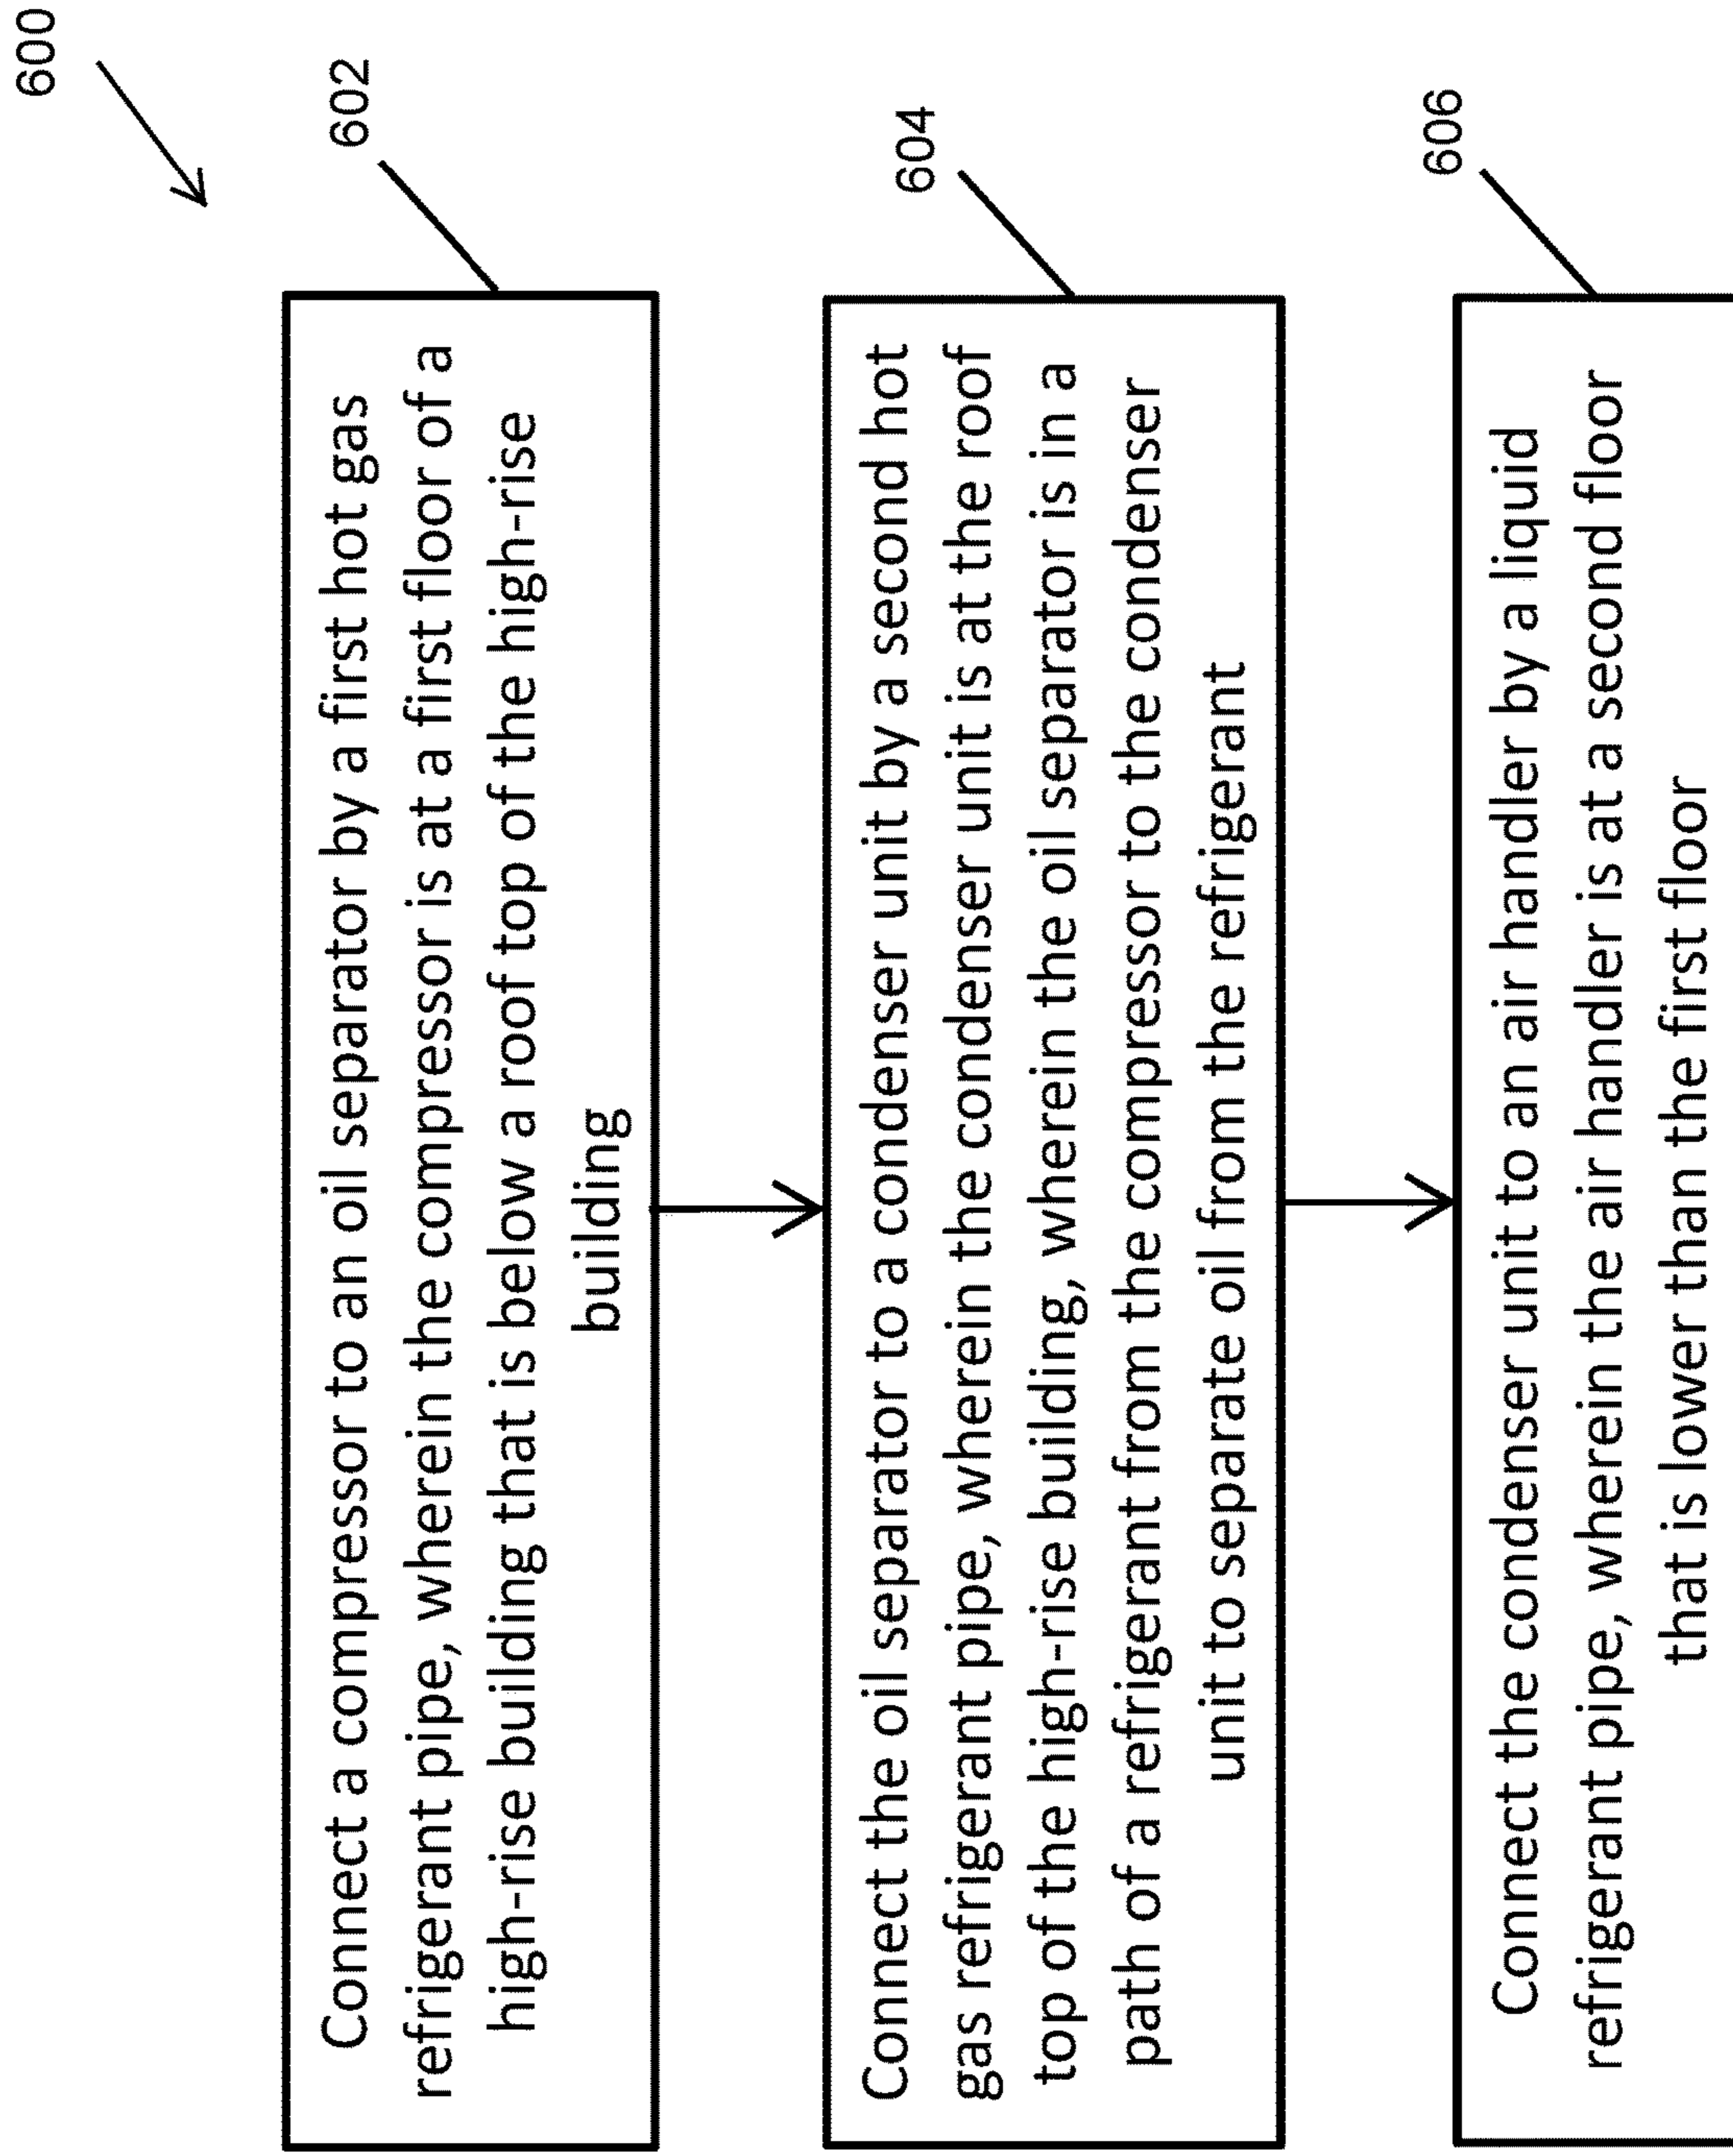 600
602
Connect a compressor to an oil separator by a first hot gas
refrigerant pipe, wherein the compressor is at a first floor of a
high-rise building that is below a roof top of the high-rise
building
604
Connect the oil separator to a condenser unit by a second hot
gas refrigerant pipe, wherein the condenser unit is at the roof
top of the high-rise building, wherein the oil separator is in a
path of a refrigerant from the compressor to the condenser
unit to separate oil from the refrigerant
606
Connect the condenser unit to an air handler by a liquid
refrigerant pipe, wherein the air handler is at a second floor
that is lower than the first floor